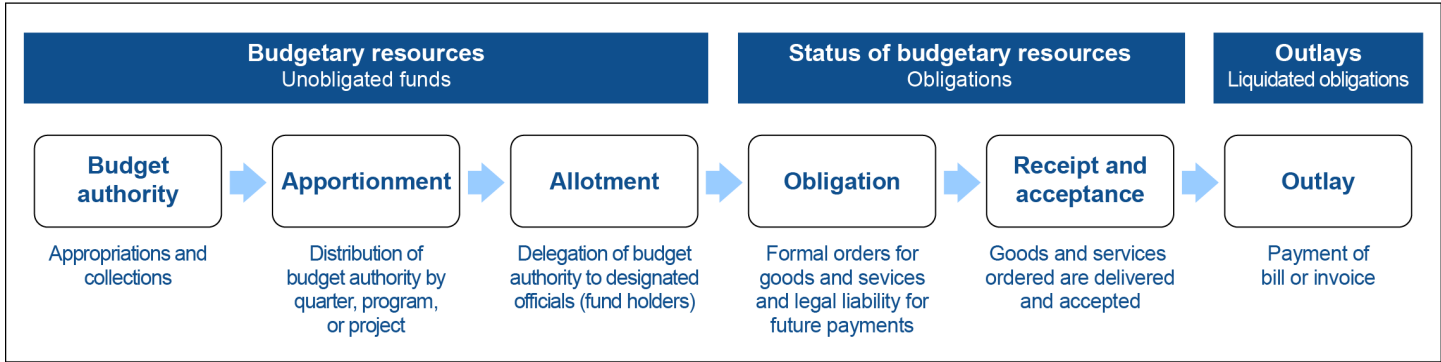 Budgetary resources
Unobligated funds
Status of budgetary resources
Obligations
Outlays
Liquidated obligations
Budget
authority
Apportionment
Allotment
Obligation
Receipt and
acceptance
Outlay
Appropriations and
collections
Distribution of
budget authority by
quarter, program,
or project
Delegation of budget
authority to designated
officials (fund holders)
Formal orders for
goods and sevices
and legal liability for
future payments
Goods and services
ordered are delivered
and accepted
Payment of
bill or invoice